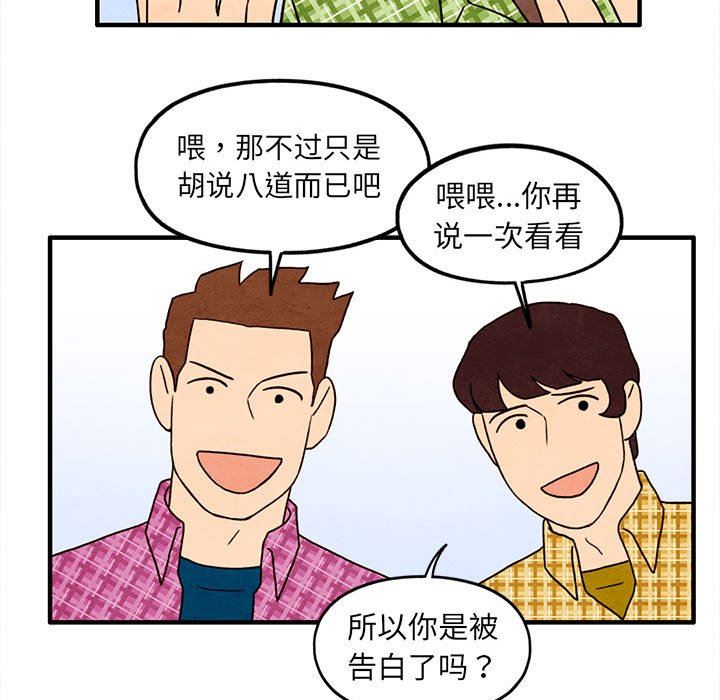 喂，那不过只是
胡说八道而已吧
喂喂...你再
说一次看看
所以你是被
告白了吗？